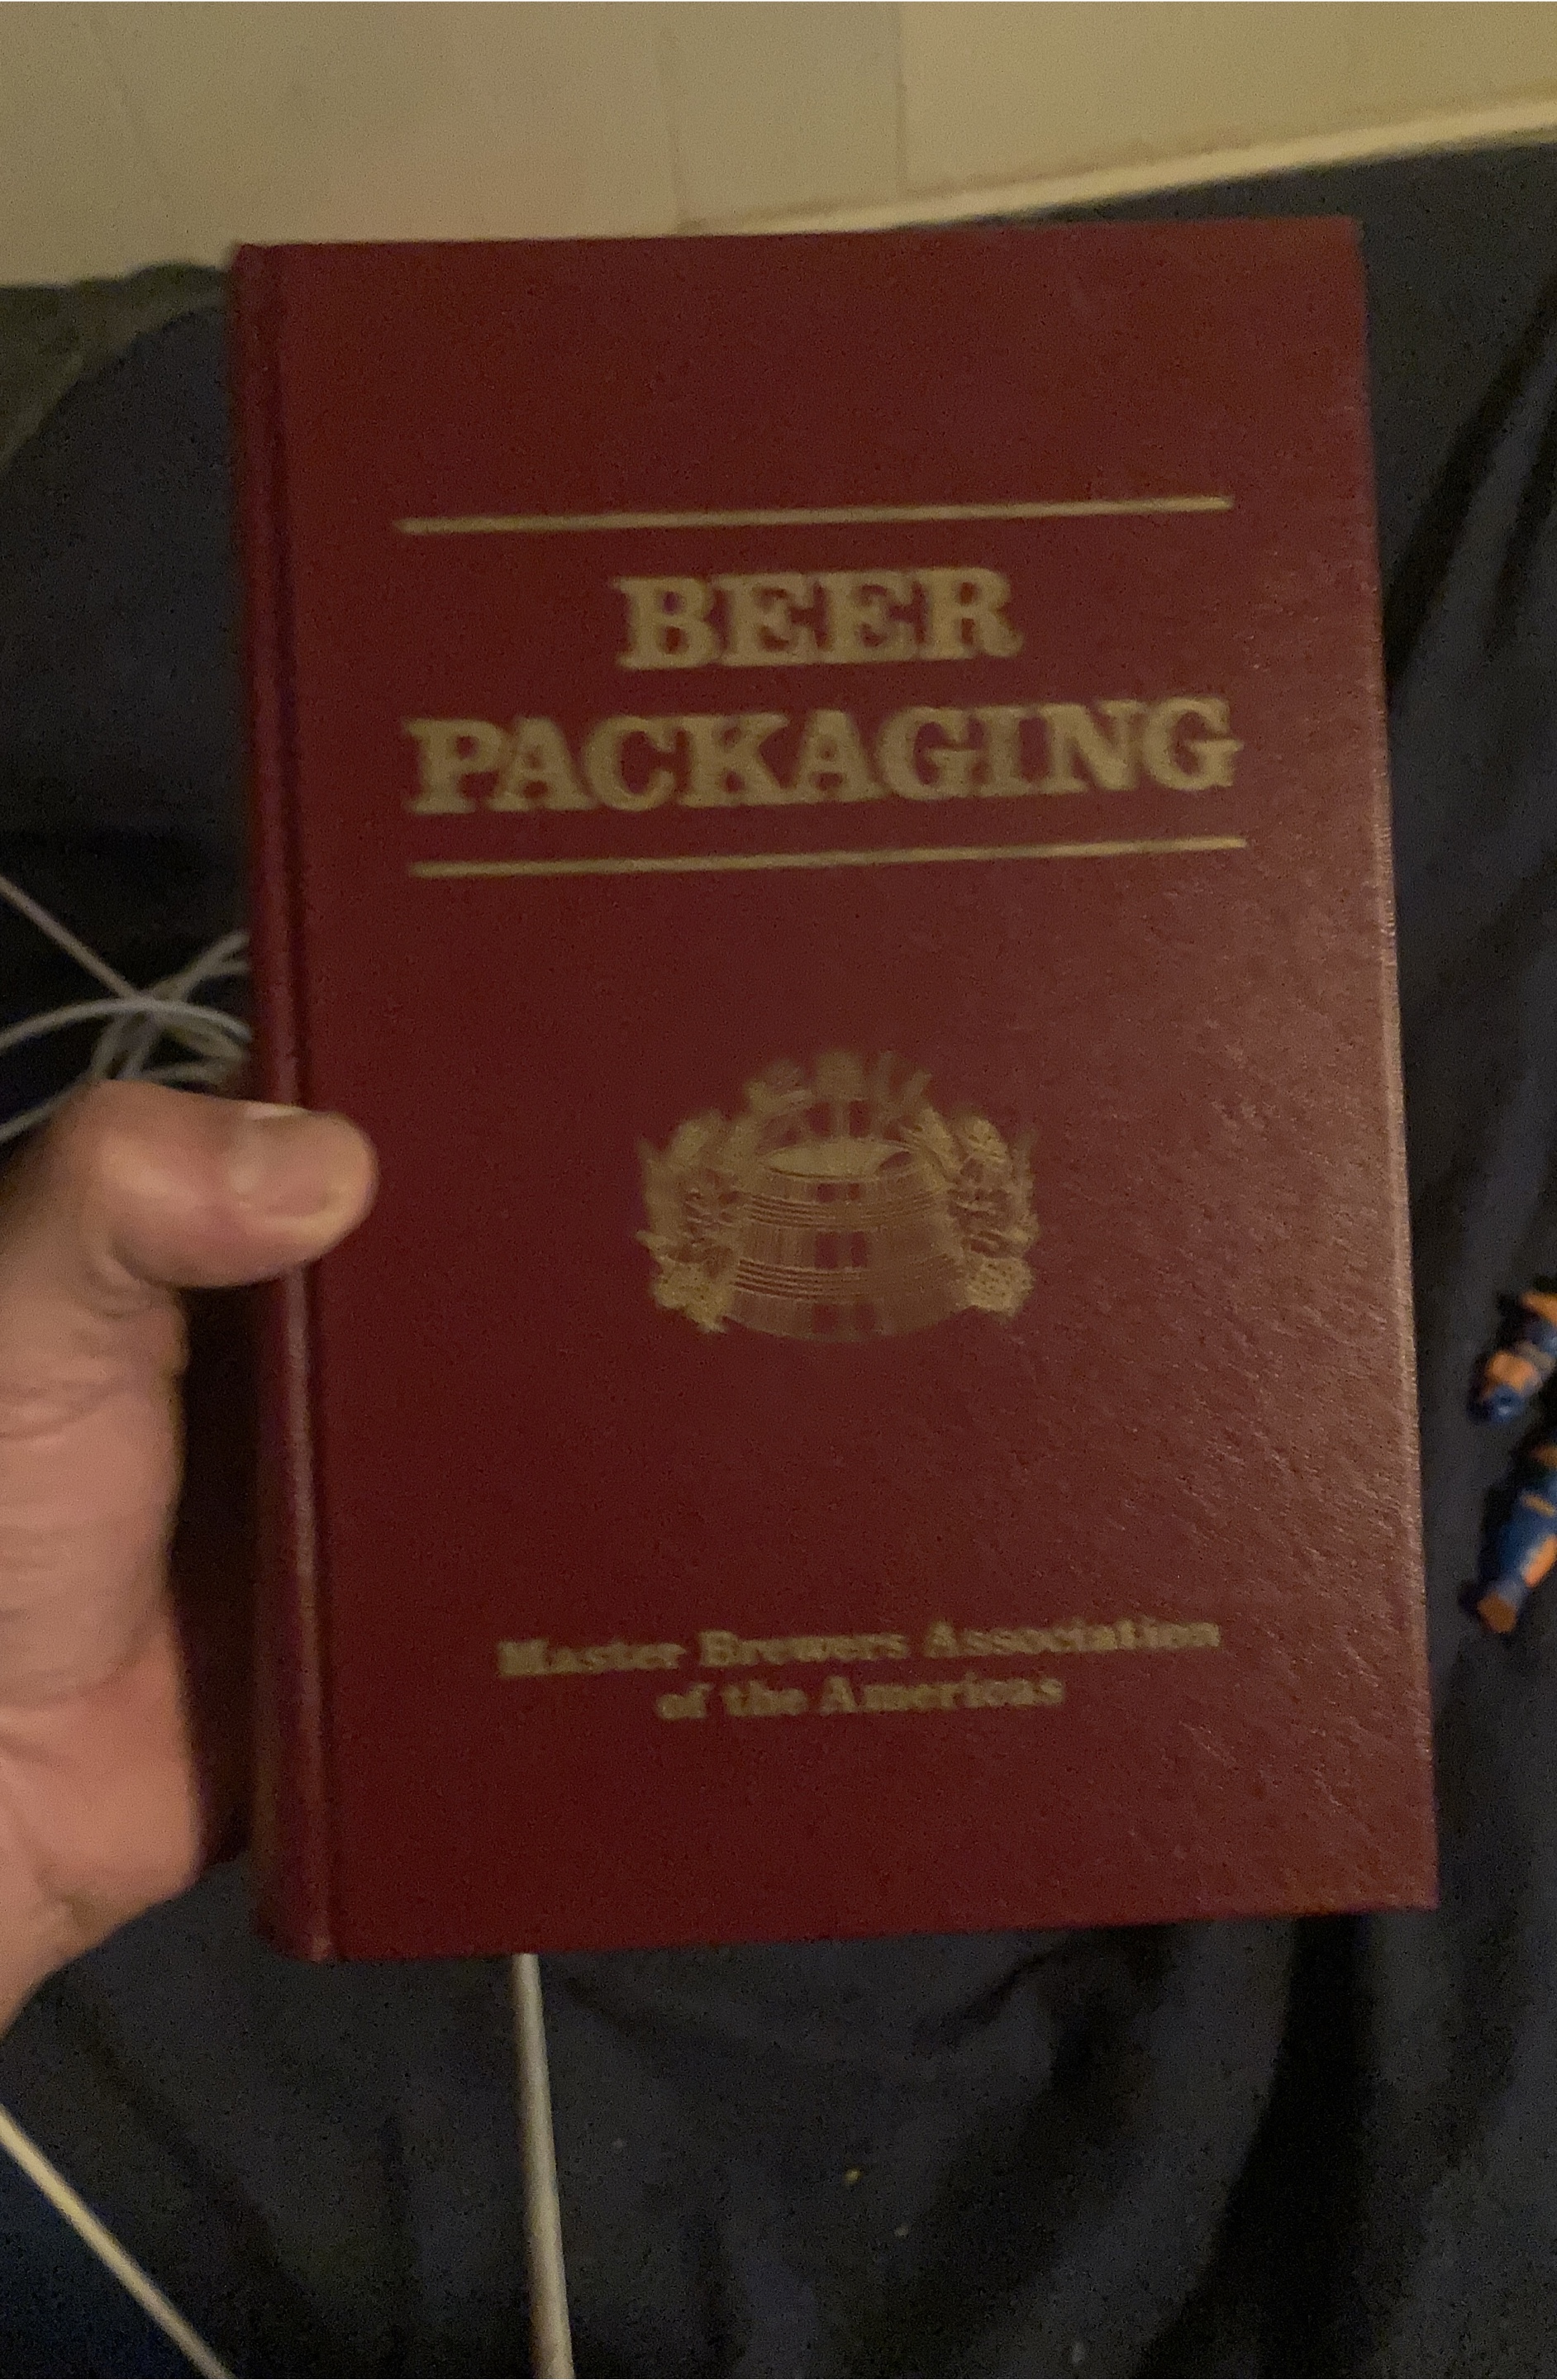 BEER
PACKAGING
Master Brewers Association
of the Americas